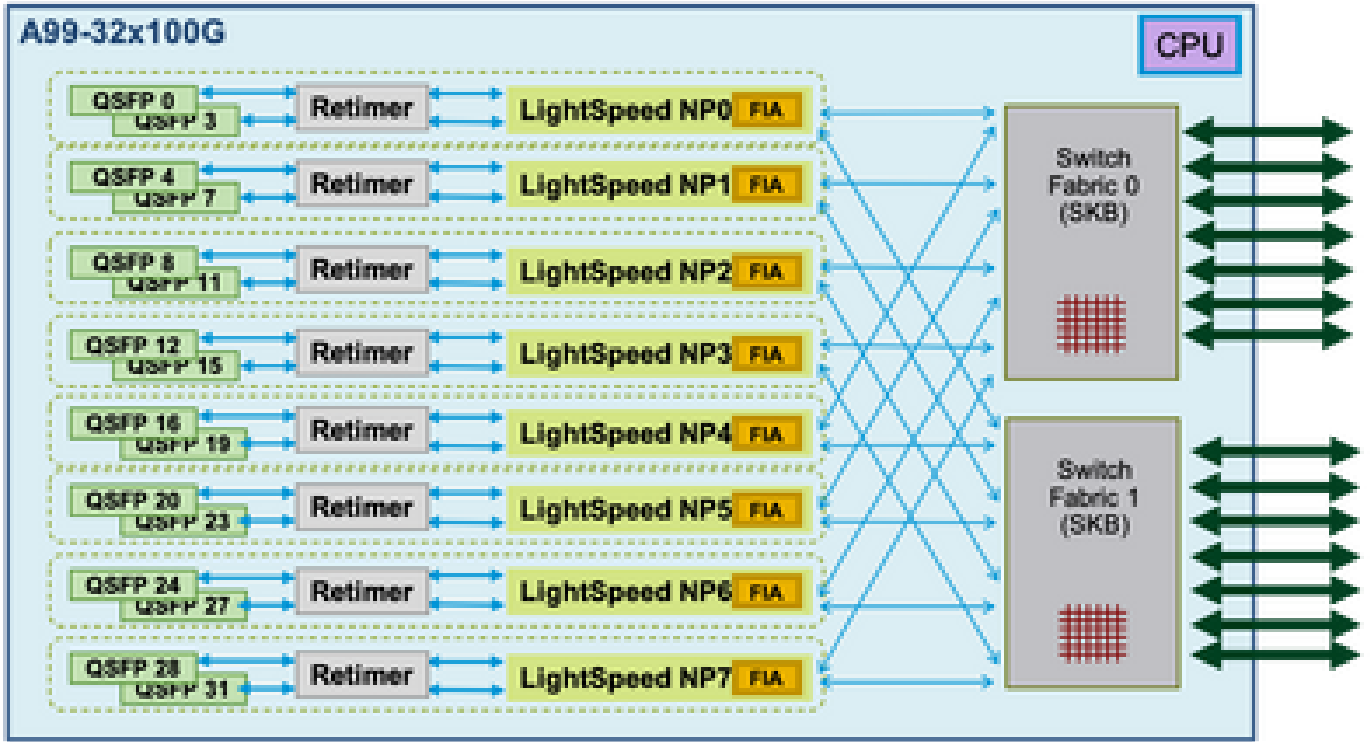 A99-32x100G
CPU
QSFP 0
QSFP 3
Retimer
LightSpeed NP0
FIA
QSFP 4
QSFP 7
Retimer
LightSpeed NP1
FIA
QSFP 8
QSFP 11
Retimer
LightSpeed NP2
FIA
QSFP 12
QSFP 15
Retimer
LightSpeed NP3
FIA
QSFP 16
QSFP 19
Retimer
LightSpeed NP4
FIA
QSFP 20
QSFP 23
Retimer
LightSpeed NP5
FIA
QSFP 24
QSFP 27
Retimer
LightSpeed NP6
FIA
QSFP 28
QSFP 31
Retimer
LightSpeed NP7
FIA
Switch
Fabric 0
(SKB)
Switch
Fabric 1
(SKB)